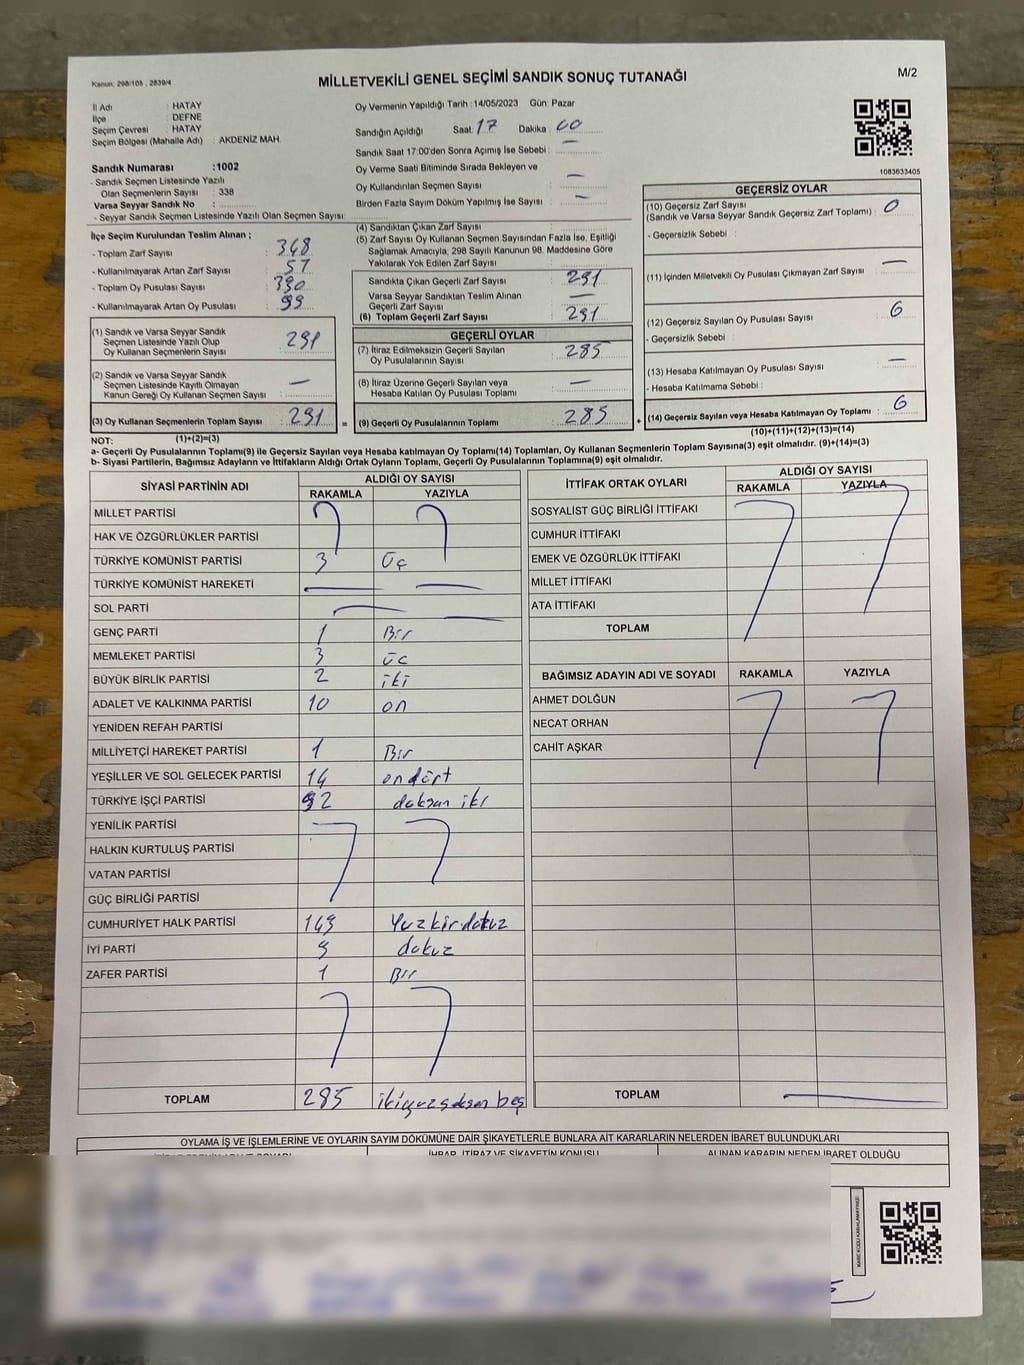 Kanun: 298/105 , 2839/4
MİLLETVEKİLİ GENEL SEÇİMİ SANDIK SONUÇ TUTANAĞI
M/2
İl Adı : HATAY
İlçe : DEFNE
Seçim Çevresi : HATAY
Seçim Bölgesi (Mahalle Adı) : AKDENİZ MAH.
Sandık Numarası :1002
- Sandık Seçmen Listesinde Yazılı
Olan Seçmenlerin Sayısı : 338
Varsa Seyyar Sandık No :
- Seyyar Sandık Seçmen Listesinde Yazılı Olan Seçmen Sayısı:
Oy Vermenin Yapıldığı Tarih :14/05/2023 Gün: Pazar
Sandığın Açıldığı Saat: 17 Dakika : 00
Sandık Saat 17:00'den Sonra Açımış İse Sebebi : —
Oy Verme Saati Bitiminde Sırada Bekleyen ve
Oy Kullandırılan Seçmen Sayısı : —
Birden Fazla Sayım Döküm Yapılmış İse Sayısı : —
1083633405
İlçe Seçim Kurulundan Teslim Alınan ;
- Toplam Zarf Sayısı : 348
- Kullanılmayarak Artan Zarf Sayısı : 57
- Toplam Oy Pusulası Sayısı : 390
- Kullanılmayarak Artan Oy Pusulası : 99
(1) Sandık ve Varsa Seyyar Sandık
Seçmen Listesinde Yazılı Olup
Oy Kullanan Seçmenlerin Sayısı : 291
(2) Sandık ve Varsa Seyyar Sandık
Seçmen Listesinde Kayıtlı Olmayan
Kanun Gereği Oy Kullanan Seçmen Sayısı : —
(3) Oy Kullanan Seçmenlerin Toplam Sayısı : 291
(1)+(2)=(3)
(4) Sandıktan Çıkan Zarf Sayısı :
(5) Zarf Sayısı Oy Kullanan Seçmen Sayısından Fazla İse, Eşitliği
Sağlamak Amacıyla, 298 Sayılı Kanunun 98. Maddesine Göre
Yakılarak Yok Edilen Zarf Sayısı :
Sandıkta Çıkan Geçerli Zarf Sayısı : 291
Varsa Seyyar Sandıktan Teslim Alınan
Geçerli Zarf Sayısı : —
(6) Toplam Geçerli Zarf Sayısı : 291
GEÇERLİ OYLAR
(7) İtiraz Edilmeksizin Geçerli Sayılan
Oy Pusulalarının Sayısı : 285
(8) İtiraz Üzerine Geçerli Sayılan veya
Hesaba Katılan Oy Pusulası Toplamı : —
= (9) Geçerli Oy Pusulalarının Toplamı : 285 +
GEÇERSİZ OYLAR
(10) Geçersiz Zarf Sayısı : 0
(Sandık ve Varsa Seyyar Sandık Geçersiz Zarf Toplamı)
- Geçersizlik Sebebi :
(11) İçinden Milletvekili Oy Pusulası Çıkmayan Zarf Sayısı : —
(12) Geçersiz Sayılan Oy Pusulası Sayısı : 6
- Geçersizlik Sebebi :
(13) Hesaba Katılmayan Oy Pusulası Sayısı : —
- Hesaba Katılmama Sebebi :
(14) Geçersiz Sayılan veya Hesaba Katılmayan Oy Toplamı : 6
(10)+(11)+(12)+(13)=(14)
NOT:
a- Geçerli Oy Pusulaları Toplamı(9) ile Geçersiz Sayılan veya Hesaba katılmayan Oy Toplamı(14) Toplamları, Oy Kullanan Seçmenlerin Toplam Sayısına(3) eşit olmalıdır. (9)+(14)=(3)
b- Siyasi Partilerin, Bağımsız Adayların ve İttifakların Aldığı Ortak Oyların Toplamı, Geçerli Oy Pusulalarının Toplamına(9) eşit olmalıdır.
SİYASİ PARTİNİN ADI
ALDIĞI OY SAYISI
RAKAMLA YAZIYLA
MİLLET PARTİSİ
HAK VE ÖZGÜRLÜKLER PARTİSİ
TÜRKİYE KOMÜNİST PARTİSİ 3 Üç
TÜRKİYE KOMÜNİST HAREKETİ — —
SOL PARTİ — —
GENÇ PARTİ 1 Bir
MEMLEKET PARTİSİ 3 üç
BÜYÜK BİRLİK PARTİSİ 2 iki
ADALET VE KALKINMA PARTİSİ 10 on
YENİDEN REFAH PARTİSİ
MİLLİYETÇİ HAREKET PARTİSİ 1 Bir
YEŞİLLER VE SOL GELECEK PARTİSİ 14 ondört
TÜRKİYE İŞÇİ PARTİSİ 92 doksan iki
YENİLİK PARTİSİ
HALKIN KURTULUŞ PARTİSİ
VATAN PARTİSİ
GÜÇ BİRLİĞİ PARTİSİ
CUMHURİYET HALK PARTİSİ 149 Yuzkirdokuz
İYİ PARTİ 9 dokuz
ZAFER PARTİSİ 1 Bir
TOPLAM 285 ikiyuzseksen beş
İTTİFAK ORTAK OYLARI
ALDIĞI OY SAYISI
RAKAMLA YAZIYLA
SOSYALİST GÜÇ BİRLİĞİ İTTİFAKI
CUMHUR İTTİFAKI
EMEK VE ÖZGÜRLÜK İTTİFAKI
MİLLET İTTİFAKI
ATA İTTİFAKI
TOPLAM
BAĞIMSIZ ADAYIN ADI VE SOYADI RAKAMLA YAZIYLA
AHMET DOLĞUN
NECAT ORHAN
CAHİT AŞKAR
TOPLAM —
OYLAMA İŞ VE İŞLEMLERİNE VE OYLARIN SAYIM DÖKÜMÜNE DAİR ŞİKAYETLERLE BUNLARA AİT KARARLARIN NELERDEN İBARET BULUNDUKLARI
İHBAR, İTİRAZ VE ŞİKAYETİN KONUSU
ALINAN KARARIN NEDEN İBARET OLDUĞU